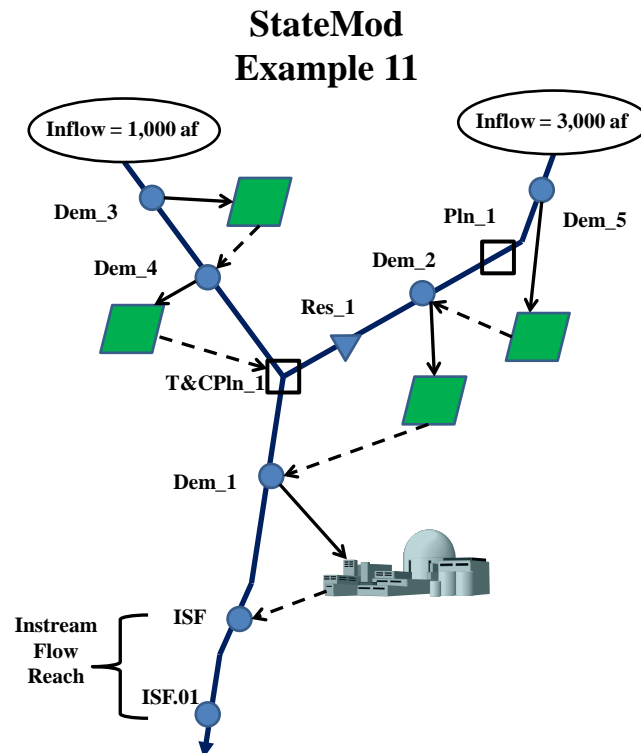 StateMod
Example 11
Inflow = 1,000 af
Inflow = 3,000 af
Dem_3
Pln_1
Dem_5
Dem_4
Dem_2
Res_1
T&CPln_1
Dem_1
ISF
Instream
Flow
Reach
ISF.01